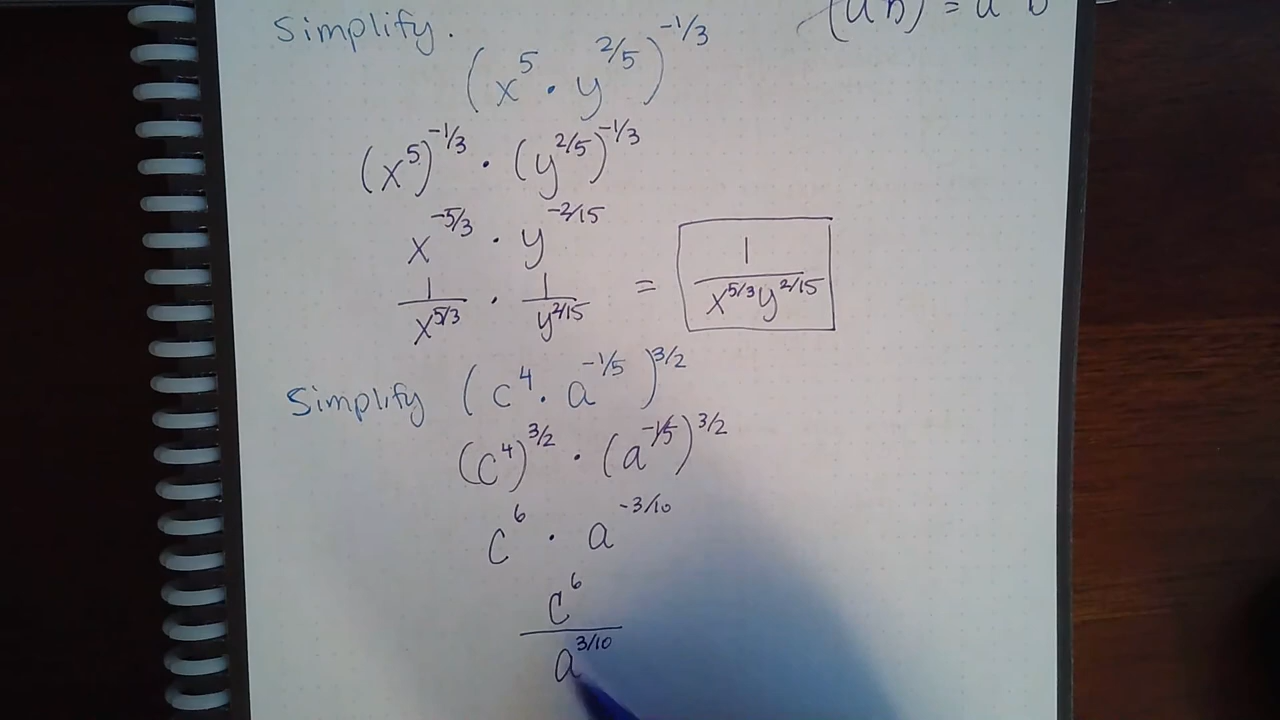 Simplify.
(x^5 · y^{2/5})^{-1/3}
(x^5)^{-1/3} · (y^{2/5})^{-1/3}
x^{-5/3} · y^{-2/15}
1/x^{5/3} · 1/y^{2/15} = 1/(x^{5/3}y^{2/15})
Simplify (c^4 · a^{-1/5})^{3/2}
(c^4)^{3/2} · (a^{-1/5})^{3/2}
c^6 · a^{-3/10}
c^6/a^{3/10}